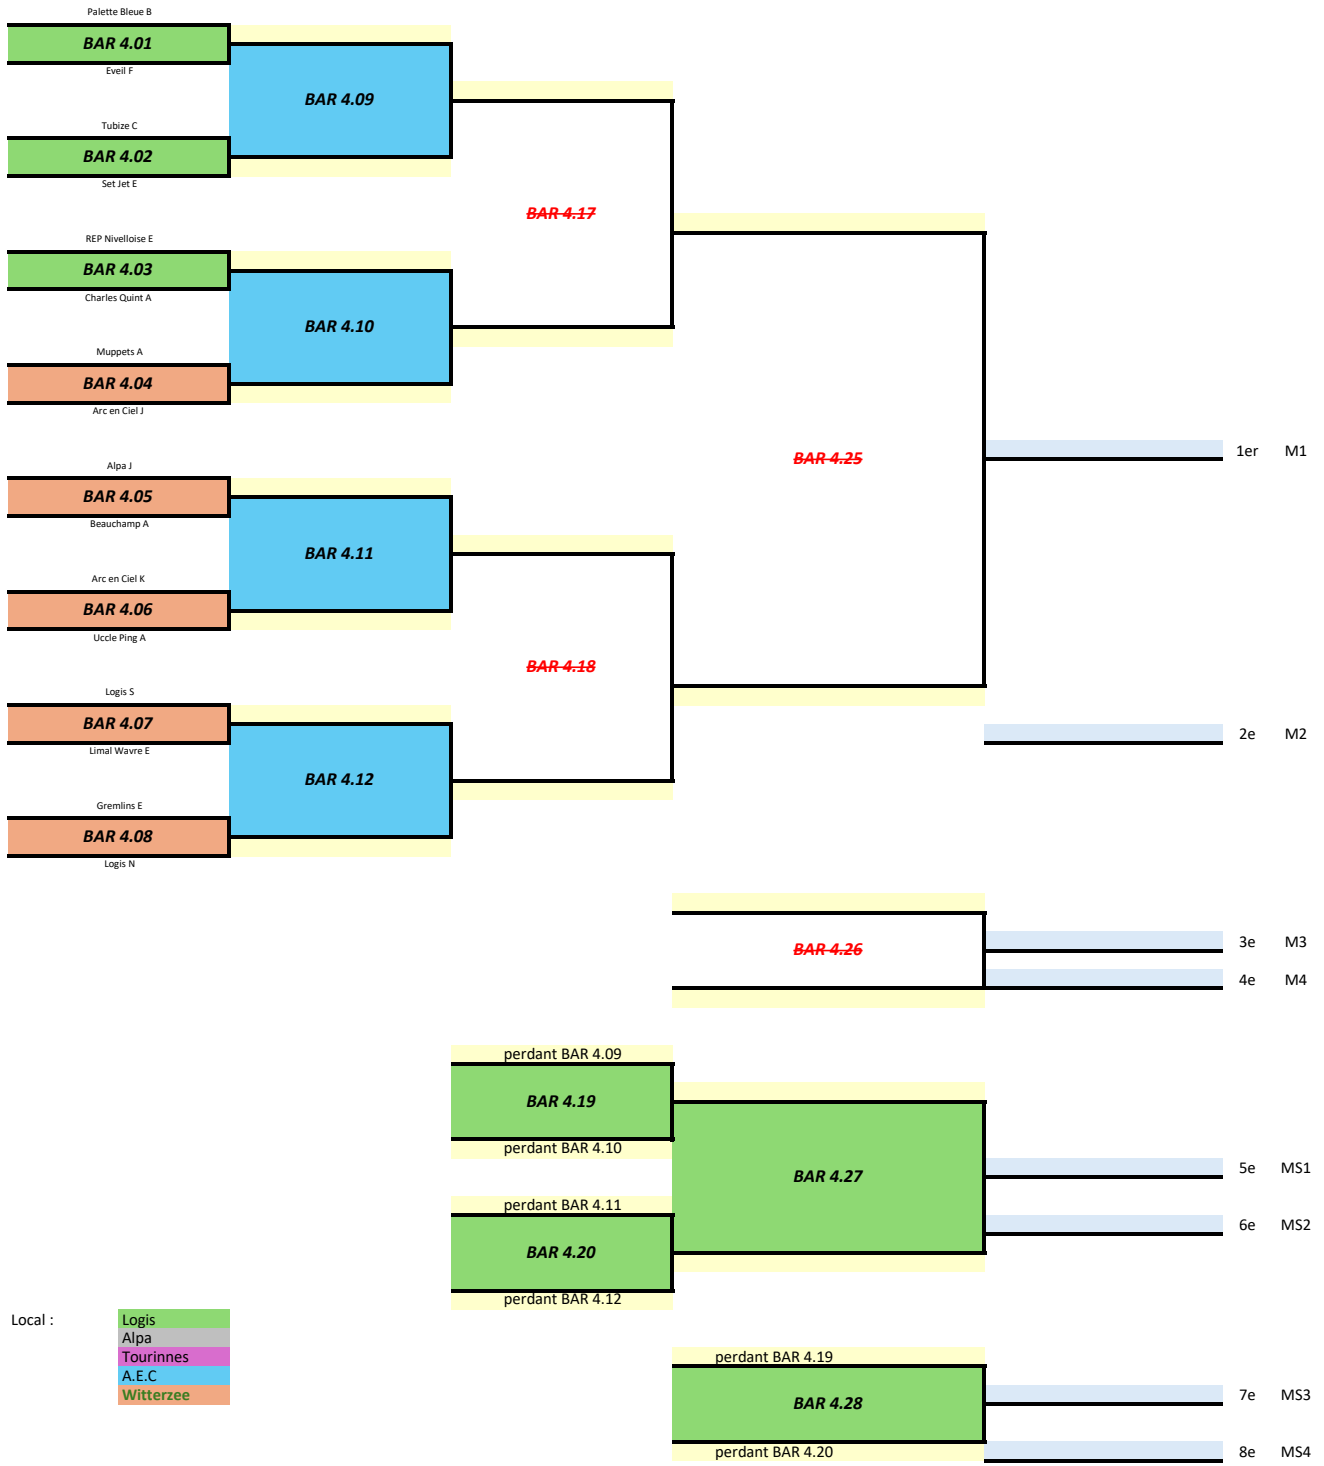 Palette Bleue B
BAR 4.01
Eveil F
BAR 4.09
Tubize C
BAR 4.02
Set Jet E
BAR 4.17
REP Nivelloise E
BAR 4.03
Charles Quint A
BAR 4.10
Muppets A
BAR 4.04
Arc en Ciel J
BAR 4.25
1er M1
Alpa J
BAR 4.05
Beauchamp A
BAR 4.11
Arc en Ciel K
BAR 4.06
Uccle Ping A
BAR 4.18
Logis S
BAR 4.07
Limal Wavre E
2e M2
BAR 4.12
Gremlins E
BAR 4.08
Logis N
BAR 4.26
3e M3
4e M4
perdant BAR 4.09
BAR 4.19
perdant BAR 4.10
BAR 4.27
5e MS1
perdant BAR 4.11
6e MS2
BAR 4.20
perdant BAR 4.12
Local : Logis
Alpa
Tourinnes
A.E.C
Witterzee
perdant BAR 4.19
BAR 4.28
7e MS3
perdant BAR 4.20
8e MS4